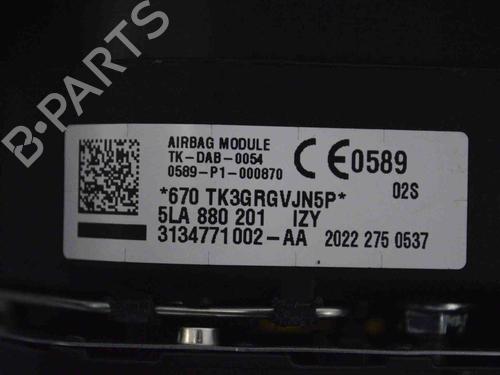 AIRBAG MODULE
TK-DAB-0054
0589-P1-000870
CE0589
02S
*670 TK3GRGVJN5P*
5LA 880 201 IZY
3134771002-AA 2022 275 0537
B-PARTS